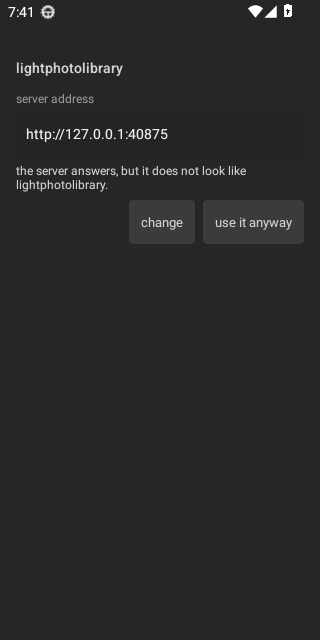 7:41
lightphotolibrary
server address
http://127.0.0.1:40875
the server answers, but it does not look like
lightphotolibrary.
change
use it anyway